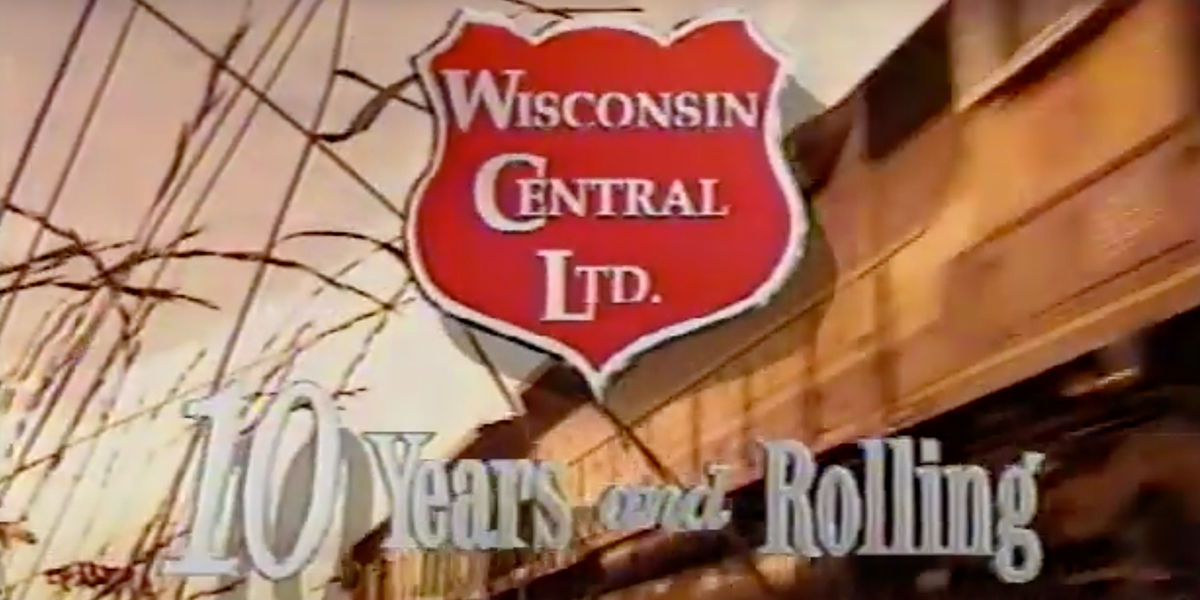 WISCONSIN
CENTRAL
LTD.
10 Years and Rolling